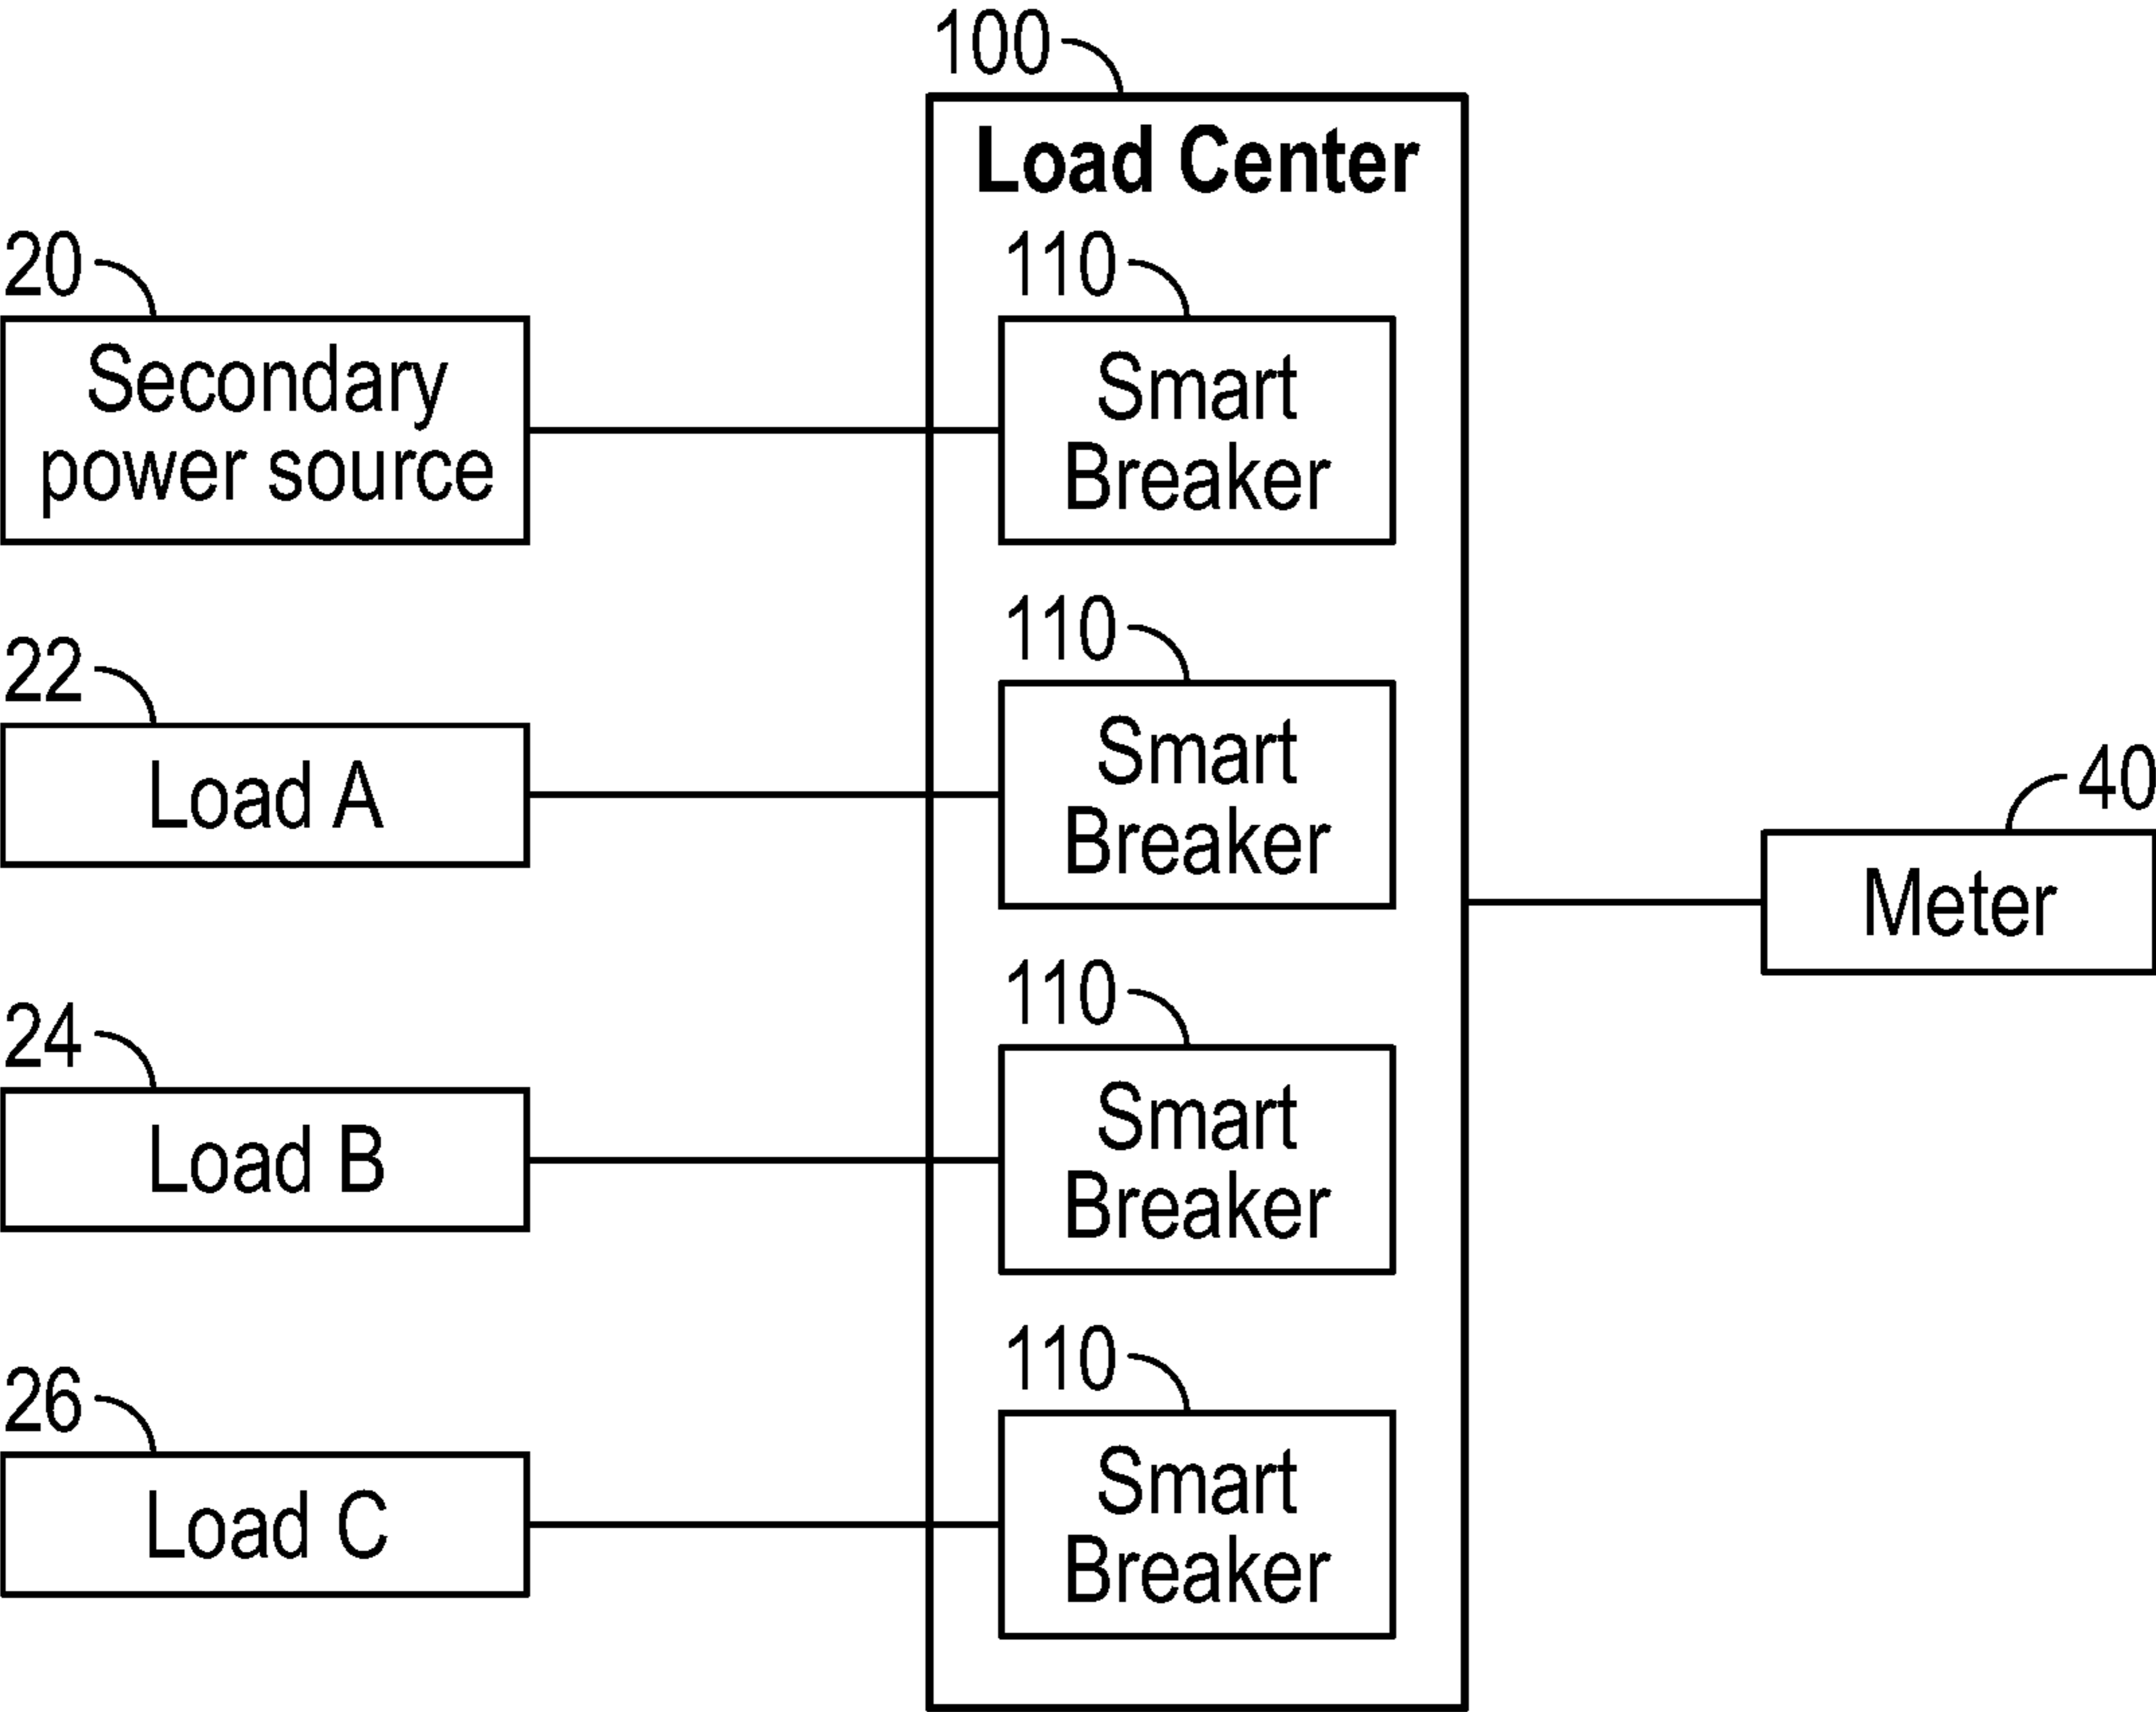 100
Load Center
20
Secondary
power source
110
Smart
Breaker
22
Load A
110
Smart
Breaker
40
Meter
24
Load B
110
Smart
Breaker
26
Load C
110
Smart
Breaker